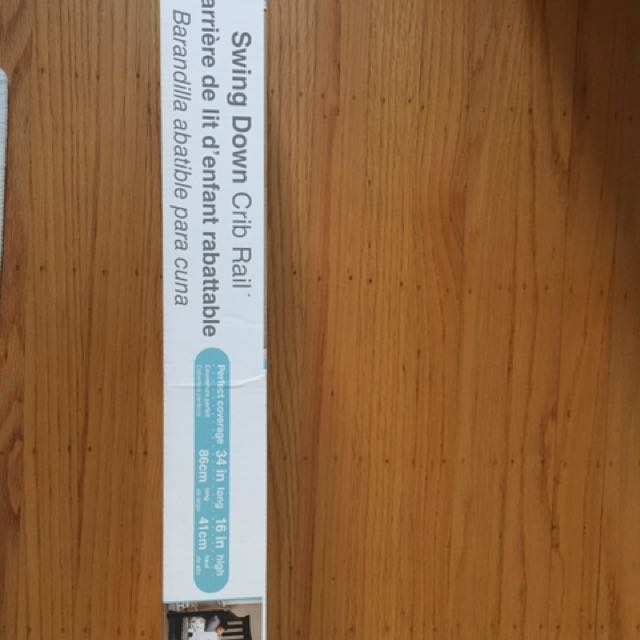 Swing Down Crib Rail
arrière de lit d'enfant rabattable
Barandilla abatible para cuna
Perfect coverage 34 in long 16 in high
86cm 41cm